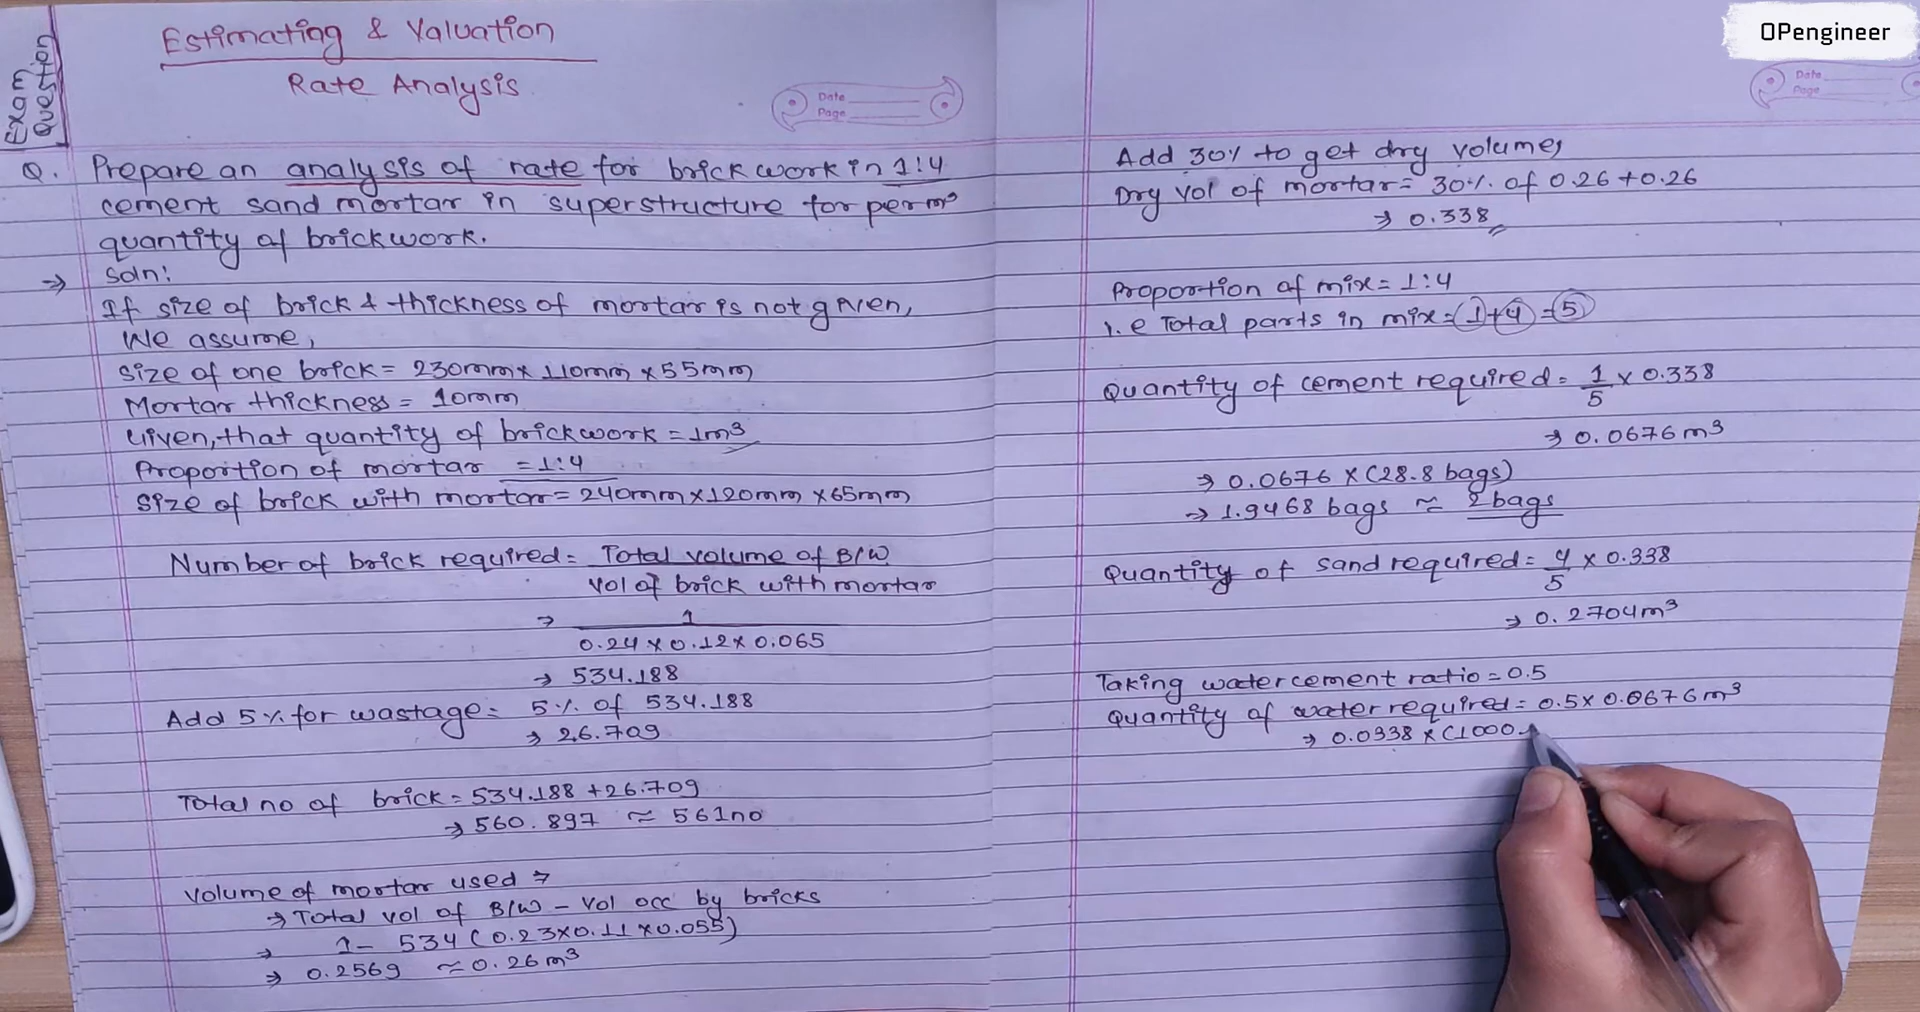 OPengineer
Exam Question
Estimating & Valuation
Rate Analysis
Date
Page
Q. Prepare an analysis of rate for brickwork in 1:4
cement sand mortar in superstructure for per m³
quantity of brickwork.
→ Soln:
If size of brick & thickness of mortar is not given,
We assume,
Size of one brick = 230mm x 110mm x 55mm
Mortar thickness = 10mm
Given, that quantity of brickwork = 1m³
Proportion of mortar = 1:4
Size of brick with mortar = 240mm x 120mm x 65mm
Number of brick required = Total volume of B/W
Vol of brick with mortar
→ 1
0.24 x 0.12 x 0.065
→ 534.188
Add 5% for wastage = 5% of 534.188
→ 26.709
Total no of brick = 534.188 + 26.709
→ 560.897 ≈ 561no
Volume of mortar used →
→ Total vol of B/W - Vol occ by bricks
→ 1 - 534 (0.23x0.11x0.055)
→ 0.2569 ≈ 0.26m³
Date
Page
Add 30% to get dry volume,
Dry vol of mortar = 30% of 0.26 + 0.26
→ 0.338
Proportion of mix = 1:4
i.e Total parts in mix = 1+4 = 5
Quantity of cement required = 1/5 x 0.338
→ 0.0676m³
→ 0.0676 x (28.8 bags)
→ 1.9468 bags ≈ 2 bags
Quantity of sand required = 4/5 x 0.338
→ 0.2704m³
Taking water cement ratio = 0.5
Quantity of water required = 0.5 x 0.0676m³
→ 0.0338 x (1000